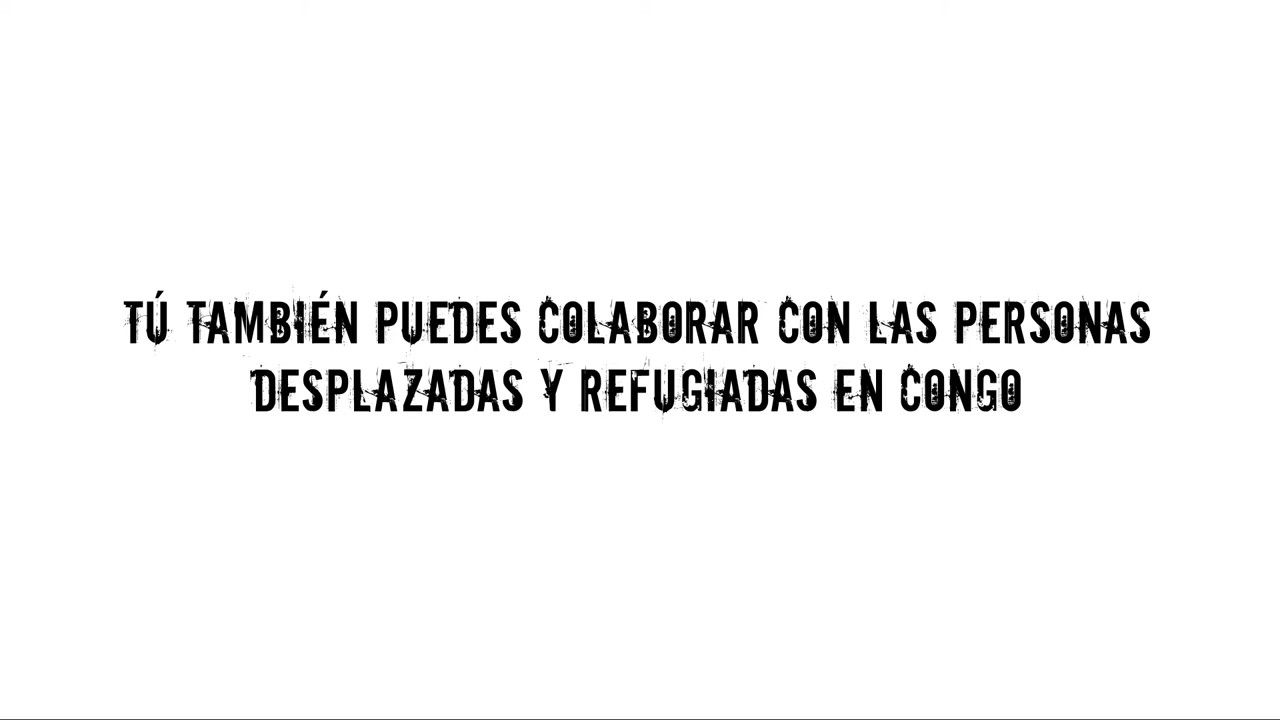 TÚ TAMBIÉN PUEDES COLABORAR CON LAS PERSONAS
DESPLAZADAS Y REFUGIADAS EN CONGO